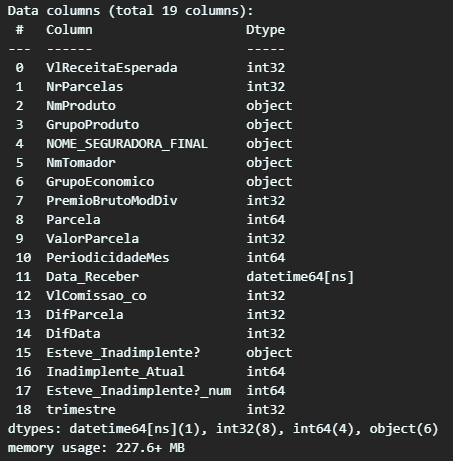 Data columns (total 19 columns):
 #   Column                  Dtype
---  ------                  -----
 0   VlReceitaEsperada       int32
 1   NrParcelas              int32
 2   NmProduto               object
 3   GrupoProduto            object
 4   NOME_SEGURADORA_FINAL   object
 5   NmTomador               object
 6   GrupoEconomico          object
 7   PremioBrutoModDiv       int32
 8   Parcela                 int64
 9   ValorParcela            int32
 10  PeriodicidadeMes        int64
 11  Data_Receber            datetime64[ns]
 12  VlComissao_co           int32
 13  DifParcela              int32
 14  DifData                 int32
 15  Esteve_Inadimplente?    object
 16  Inadimplente_Atual      int64
 17  Esteve_Inadimplente?_num  int64
 18  trimestre               int32
dtypes: datetime64[ns](1), int32(8), int64(4), object(6)
memory usage: 227.6+ MB